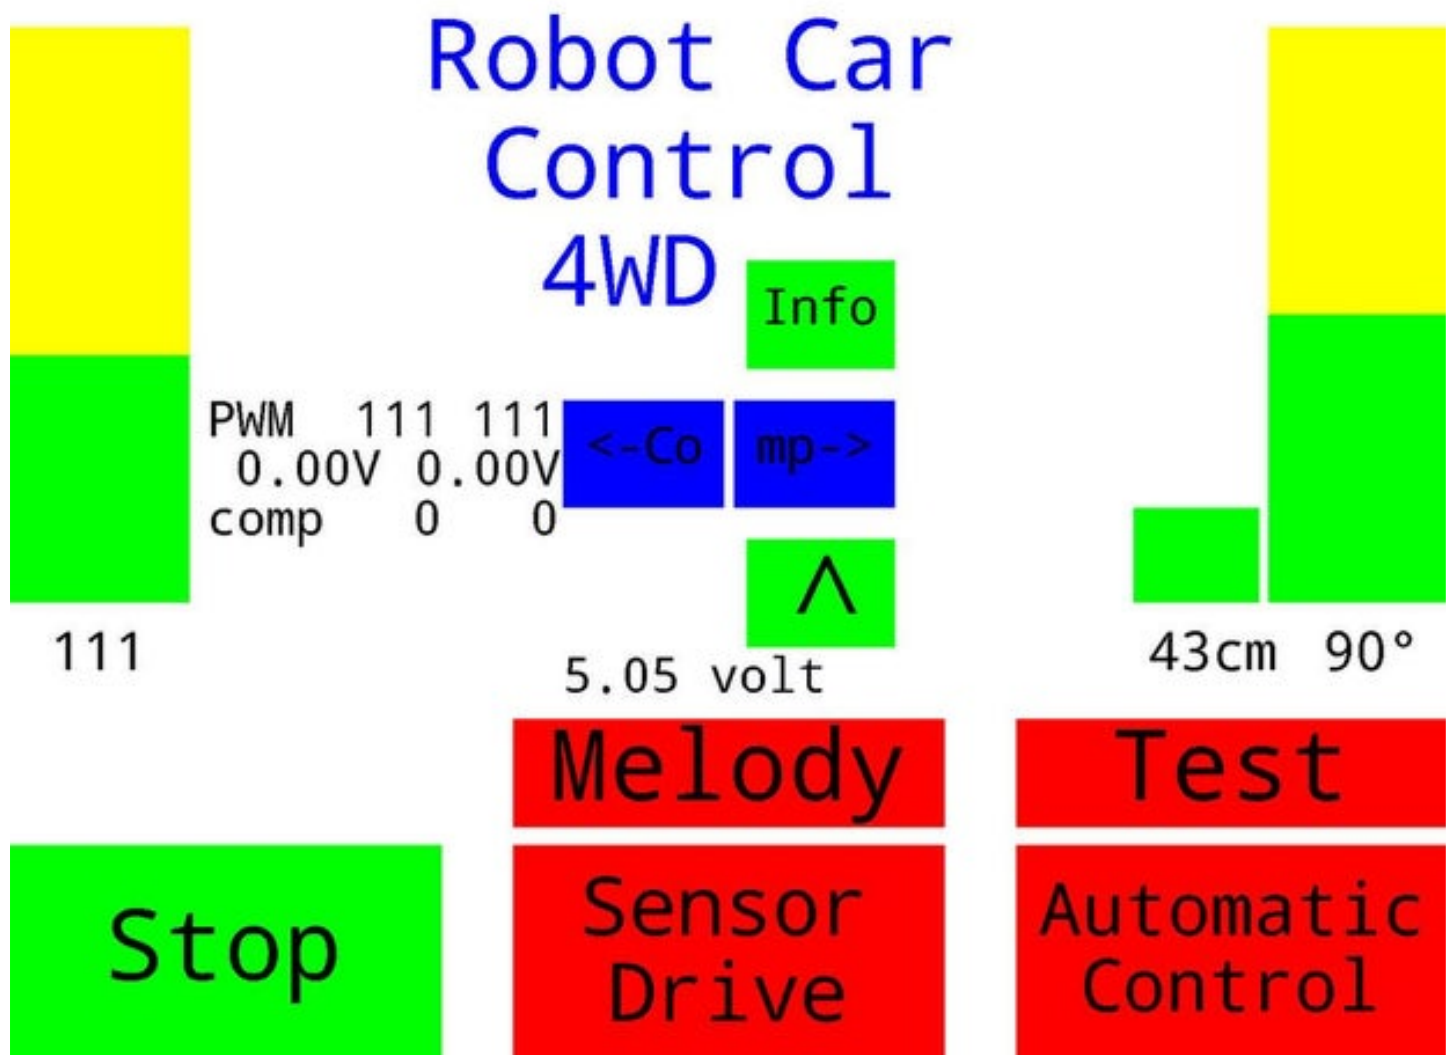 Robot Car
Control
4WD
Info
PWM 111 111
0.00V 0.00V
comp 0 0
<-Co mp->
^
111
5.05 volt
43cm 90°
Melody
Test
Stop
Sensor
Drive
Automatic
Control